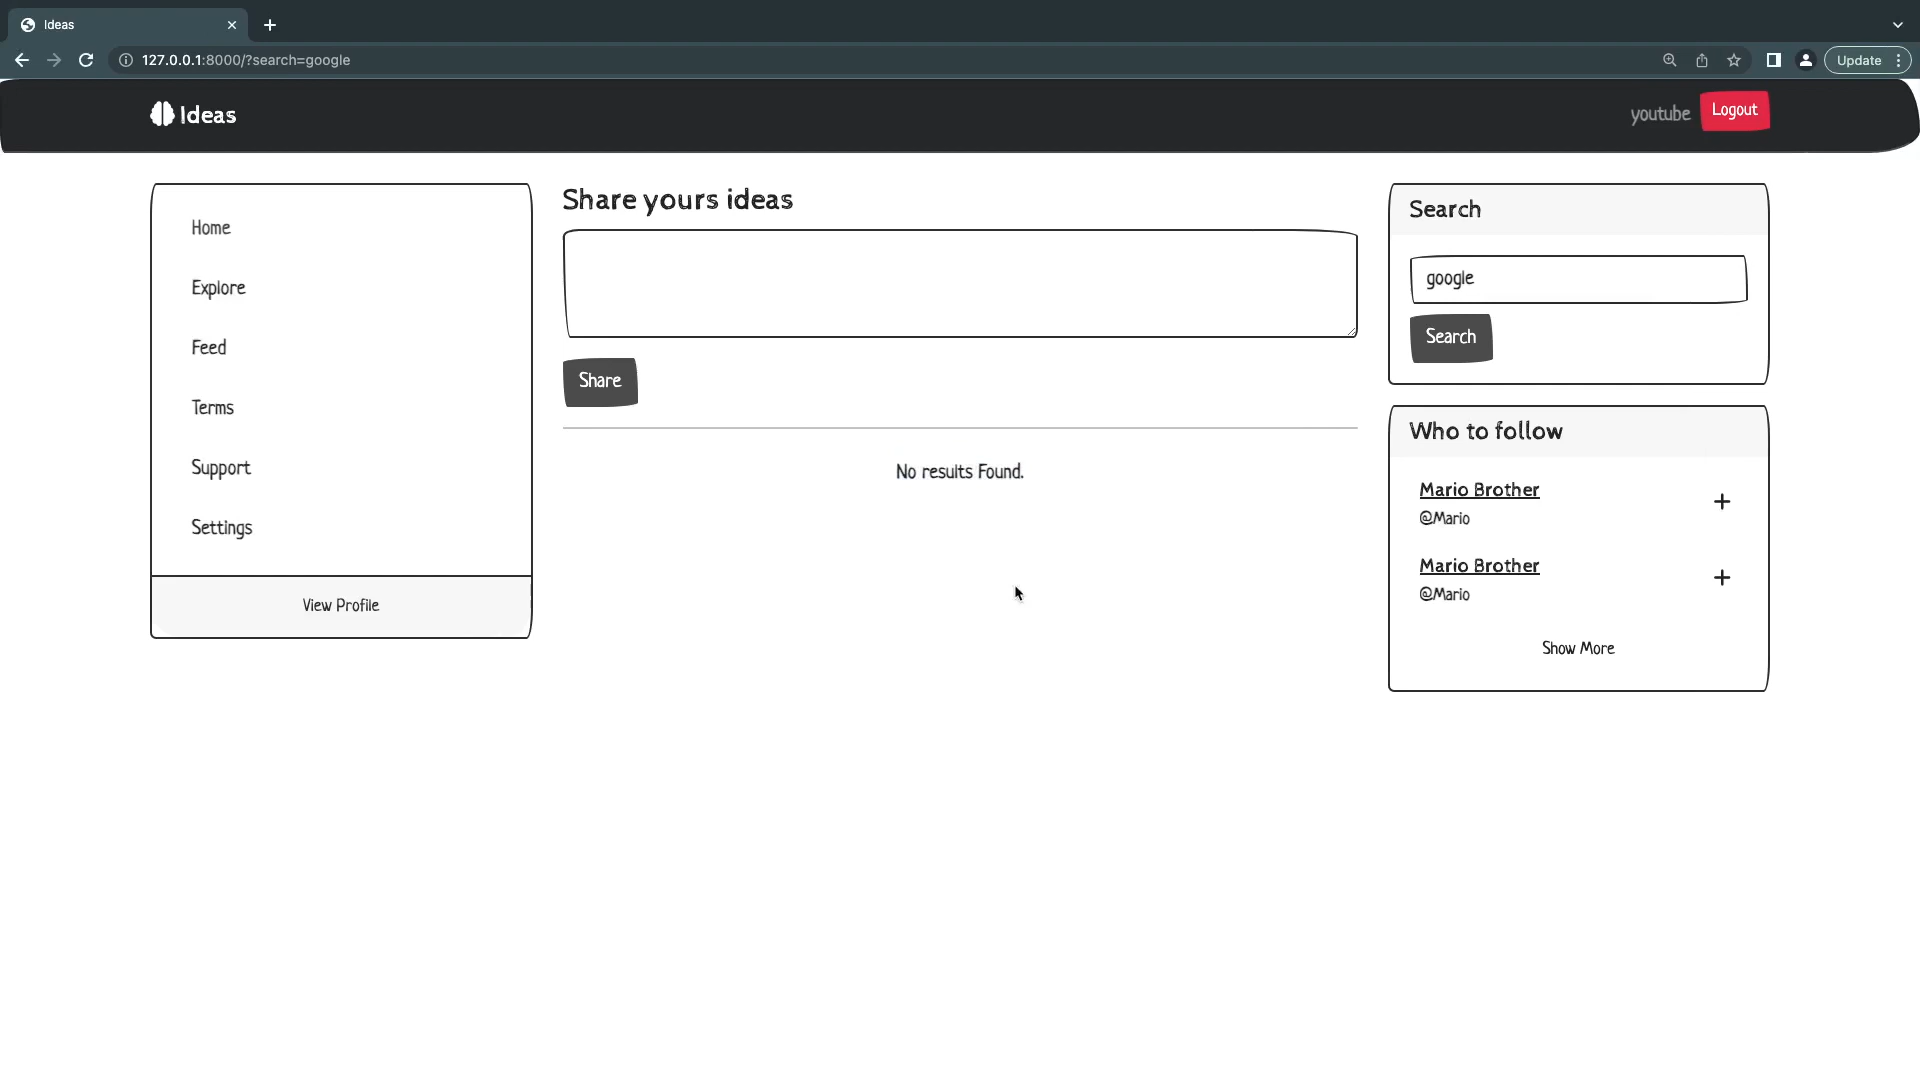 Ideas
127.0.0.1:8000/?search=google
Update
Ideas
youtube
Logout
Home
Explore
Feed
Terms
Support
Settings
View Profile
Share yours ideas
Share
No results Found.
Search
google
Search
Who to follow
Mario Brother
@Mario
Mario Brother
@Mario
Show More